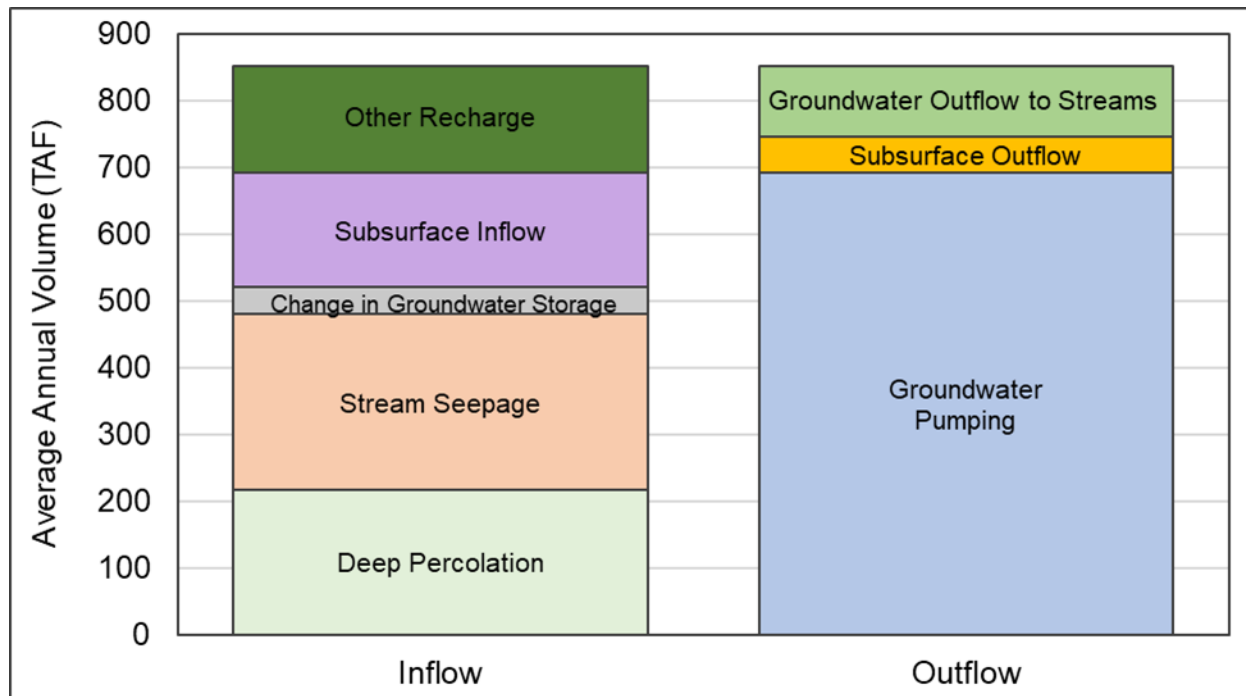 Average Annual Volume (TAF)
900
800
700
600
500
400
300
200
100
0
Other Recharge
Subsurface Inflow
Change in Groundwater Storage
Stream Seepage
Deep Percolation
Groundwater Outflow to Streams
Subsurface Outflow
Groundwater
Pumping
Inflow
Outflow